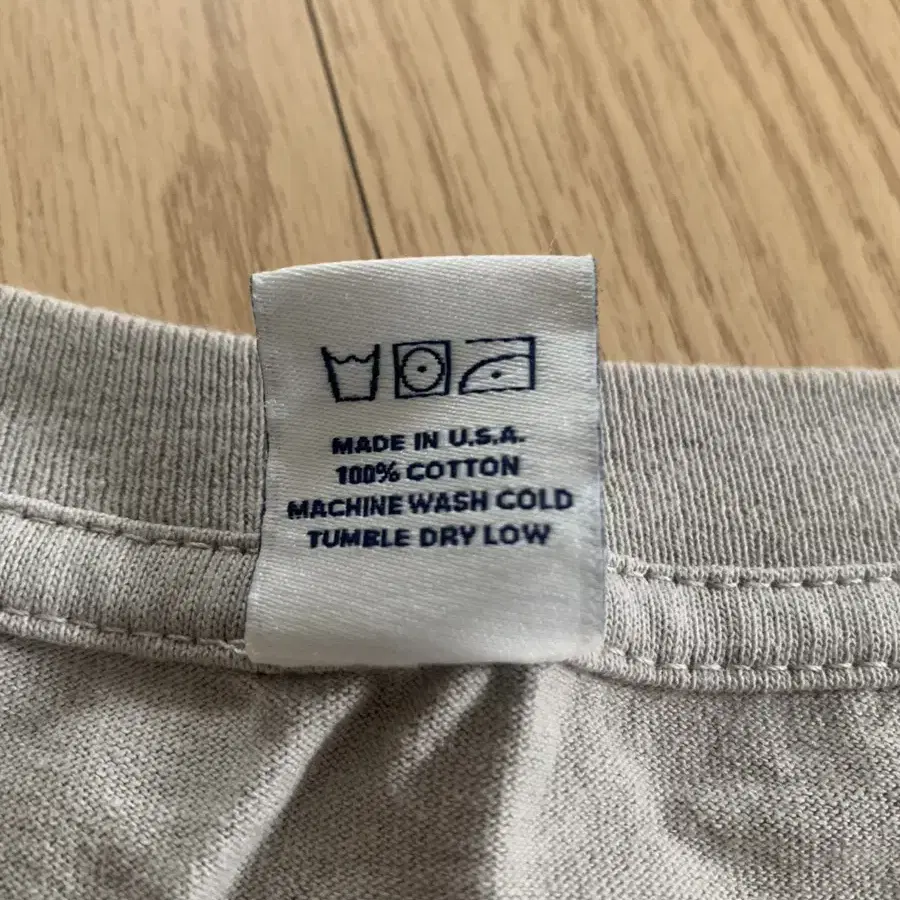 MADE IN U.S.A.
100% COTTON
MACHINE WASH COLD
TUMBLE DRY LOW